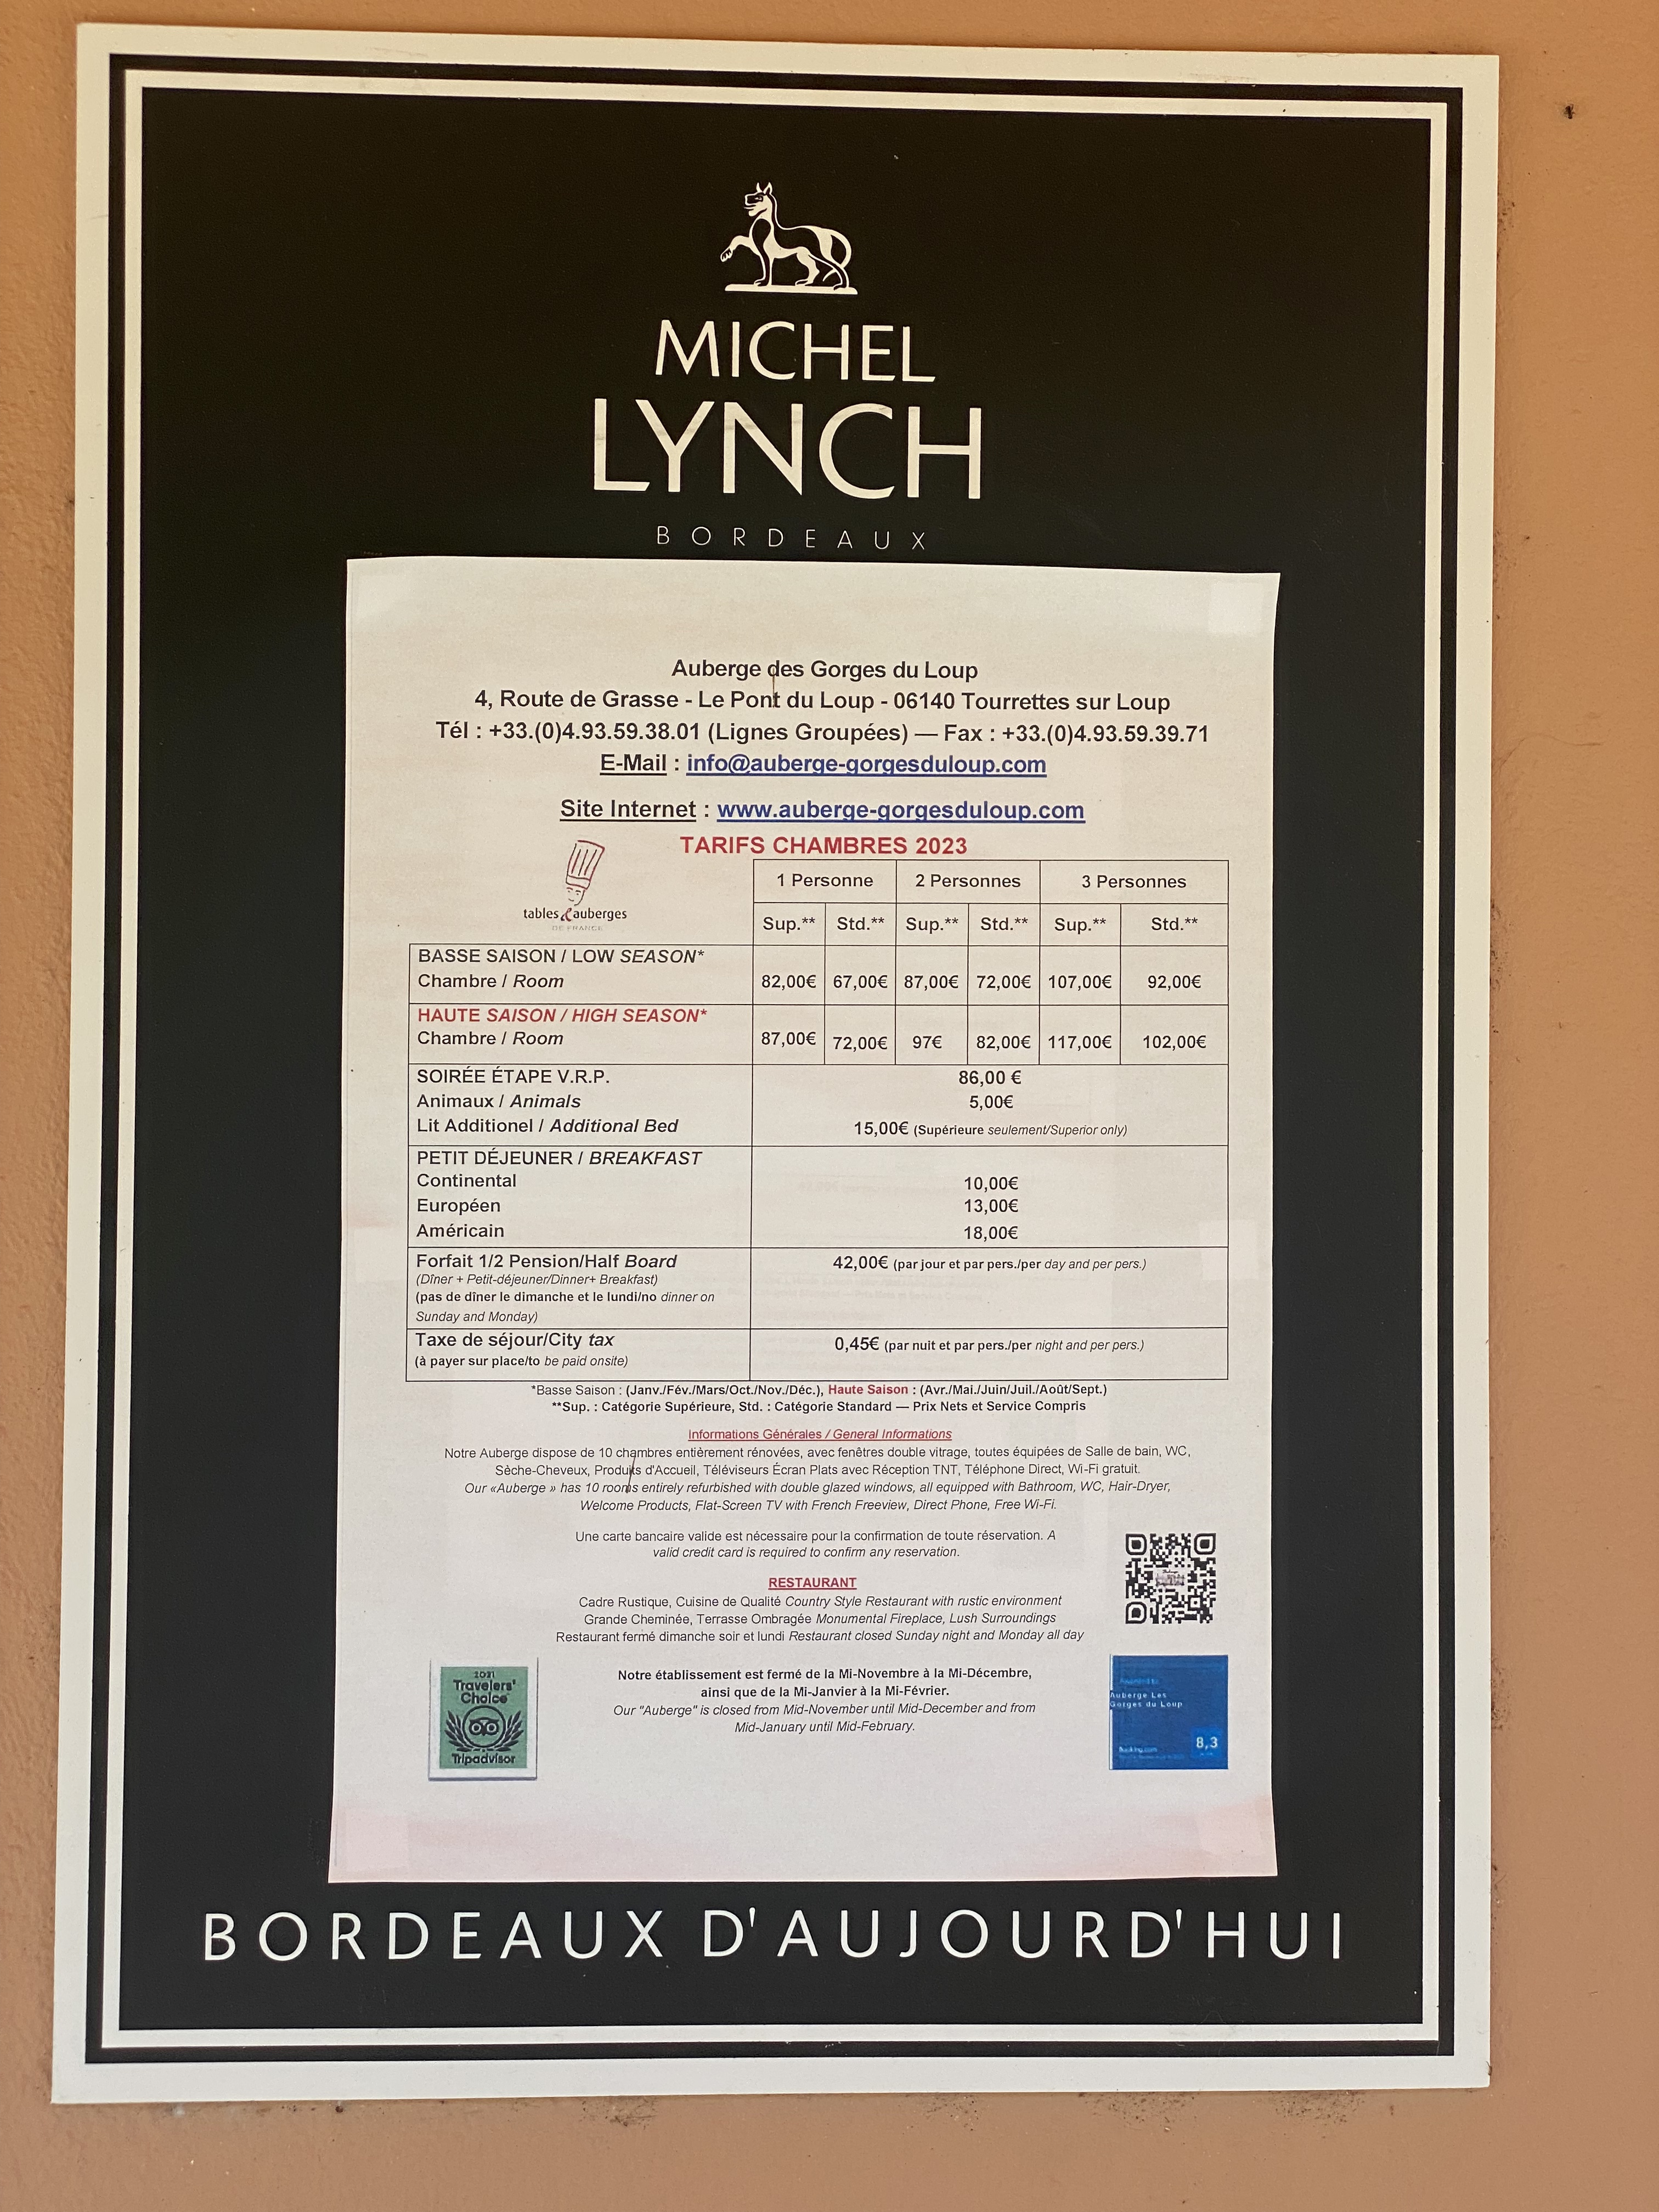 MICHEL
LYNCH
BORDEAUX
Auberge des Gorges du Loup
4, Route de Grasse - Le Pont du Loup - 06140 Tourrettes sur Loup
Tél : +33.(0)4.93.59.38.01 (Lignes Groupées) — Fax : +33.(0)4.93.59.39.71
E-Mail : info@auberge-gorgesduloup.com
Site Internet : www.auberge-gorgesduloup.com
TARIFS CHAMBRES 2023
tables & auberges
DE FRANCE
1 Personne 2 Personnes 3 Personnes
Sup.** Std.** Sup.** Std.** Sup.** Std.**
BASSE SAISON / LOW SEASON*
Chambre / Room 82,00€ 67,00€ 87,00€ 72,00€ 107,00€ 92,00€
HAUTE SAISON / HIGH SEASON*
Chambre / Room 87,00€ 72,00€ 97€ 82,00€ 117,00€ 102,00€
SOIRÉE ÉTAPE V.R.P. 86,00 €
Animaux / Animals 5,00€
Lit Additionel / Additional Bed 15,00€ (Supérieure seulement/Superior only)
PETIT DÉJEUNER / BREAKFAST
Continental 10,00€
Européen 13,00€
Américain 18,00€
Forfait 1/2 Pension/Half Board 42,00€ (par jour et par pers./per day and per pers.)
(Dîner + Petit-déjeuner/Dinner+ Breakfast)
(pas de dîner le dimanche et le lundi/no dinner on
Sunday and Monday)
Taxe de séjour/City tax 0,45€ (par nuit et par pers./per night and per pers.)
(à payer sur place/to be paid onsite)
*Basse Saison : (Janv./Fév./Mars/Oct./Nov./Déc.), Haute Saison : (Avr./Mai./Juin/Juil./Août/Sept.)
**Sup. : Catégorie Supérieure, Std. : Catégorie Standard — Prix Nets et Service Compris
Informations Générales / General Informations
Notre Auberge dispose de 10 chambres entièrement rénovées, avec fenêtres double vitrage, toutes équipées de Salle de bain, WC,
Sèche-Cheveux, Produits d'Accueil, Téléviseurs Écran Plats avec Réception TNT, Téléphone Direct, Wi-Fi gratuit.
Our «Auberge » has 10 rooms entirely refurbished with double glazed windows, all equipped with Bathroom, WC, Hair-Dryer,
Welcome Products, Flat-Screen TV with French Freeview, Direct Phone, Free Wi-Fi.
Une carte bancaire valide est nécessaire pour la confirmation de toute réservation. A
valid credit card is required to confirm any reservation.
RESTAURANT
Cadre Rustique, Cuisine de Qualité Country Style Restaurant with rustic environment
Grande Cheminée, Terrasse Ombragée Monumental Fireplace, Lush Surroundings
Restaurant fermé dimanche soir et lundi Restaurant closed Sunday night and Monday all day
Notre établissement est fermé de la Mi-Novembre à la Mi-Décembre,
ainsi que de la Mi-Janvier à la Mi-Février.
Our "Auberge" is closed from Mid-November until Mid-December and from
Mid-January until Mid-February.
2021
Travelers'
Choice
Tripadvisor
Auberge Les
Gorges du Loup
Booking.com
8,3
BORDEAUX D'AUJOURD'HUI